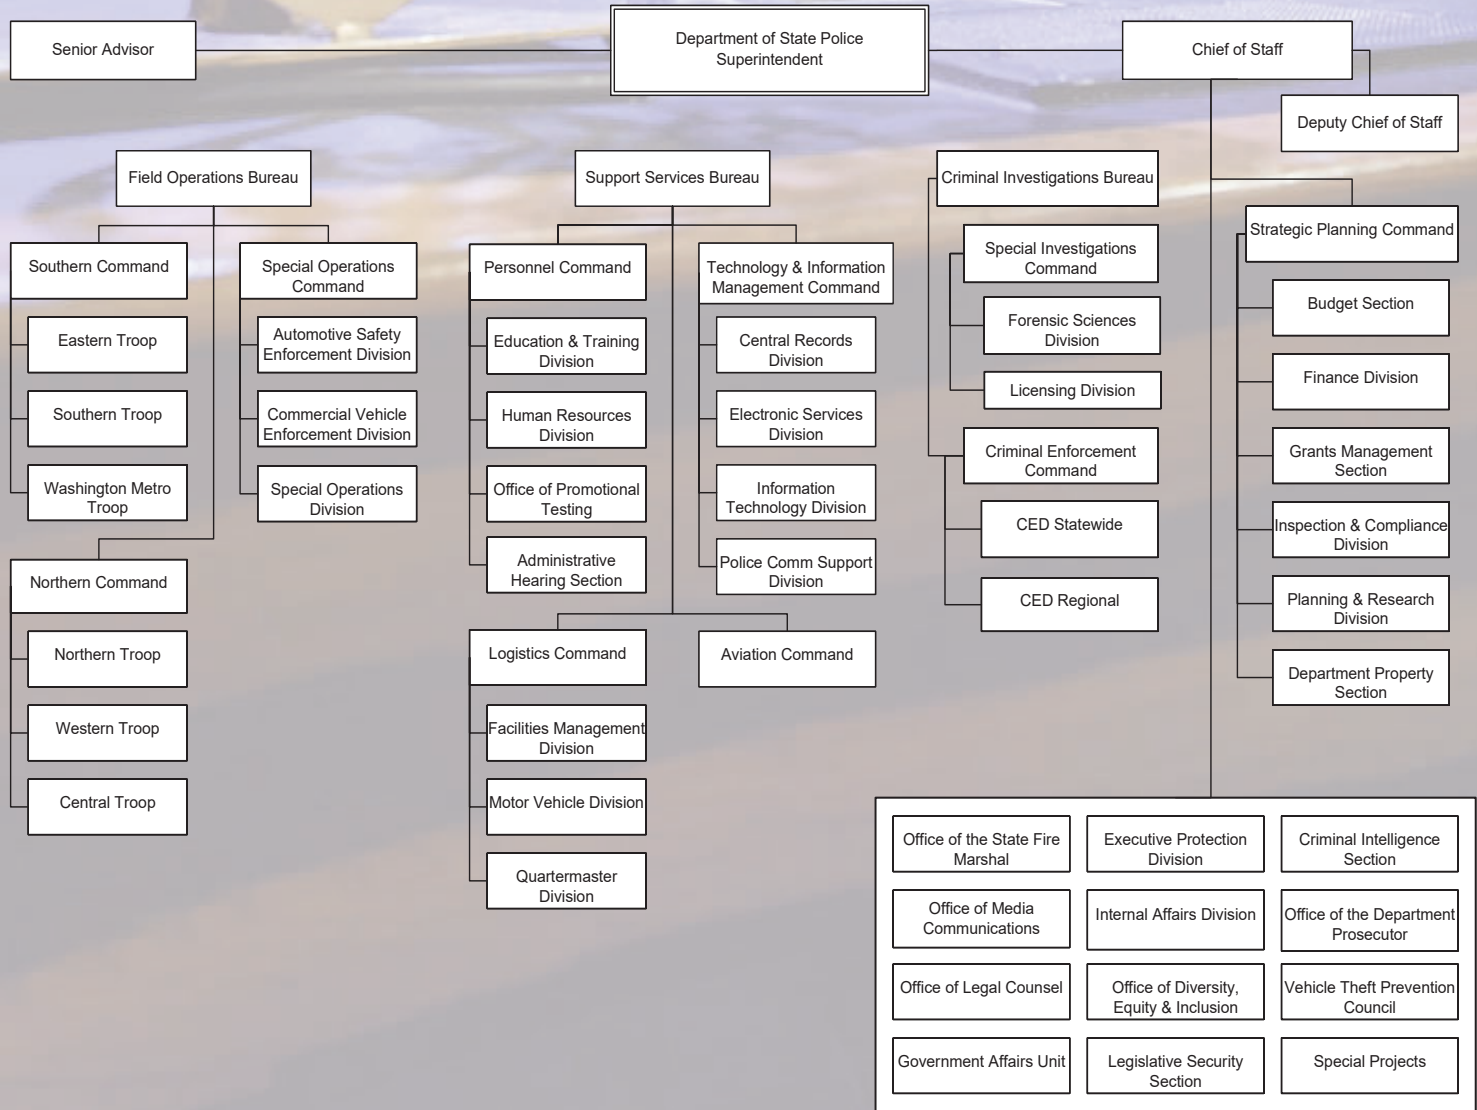 Senior Advisor
Department of State Police
Superintendent
Chief of Staff
Deputy Chief of Staff
Field Operations Bureau
Southern Command
Eastern Troop
Southern Troop
Washington Metro
Troop
Special Operations
Command
Automotive Safety
Enforcement Division
Commercial Vehicle
Enforcement Division
Special Operations
Division
Northern Command
Northern Troop
Western Troop
Central Troop
Support Services Bureau
Personnel Command
Education & Training
Division
Human Resources
Division
Office of Promotional
Testing
Administrative
Hearing Section
Technology & Information
Management Command
Central Records
Division
Electronic Services
Division
Information
Technology Division
Police Comm Support
Division
Logistics Command
Facilities Management
Division
Motor Vehicle Division
Quartermaster
Division
Aviation Command
Criminal Investigations Bureau
Special Investigations
Command
Forensic Sciences
Division
Licensing Division
Criminal Enforcement
Command
CED Statewide
CED Regional
Strategic Planning Command
Budget Section
Finance Division
Grants Management
Section
Inspection & Compliance
Division
Planning & Research
Division
Department Property
Section
Office of the State Fire
Marshal
Executive Protection
Division
Criminal Intelligence
Section
Office of Media
Communications
Internal Affairs Division
Office of the Department
Prosecutor
Office of Legal Counsel
Office of Diversity,
Equity & Inclusion
Vehicle Theft Prevention
Council
Government Affairs Unit
Legislative Security
Section
Special Projects